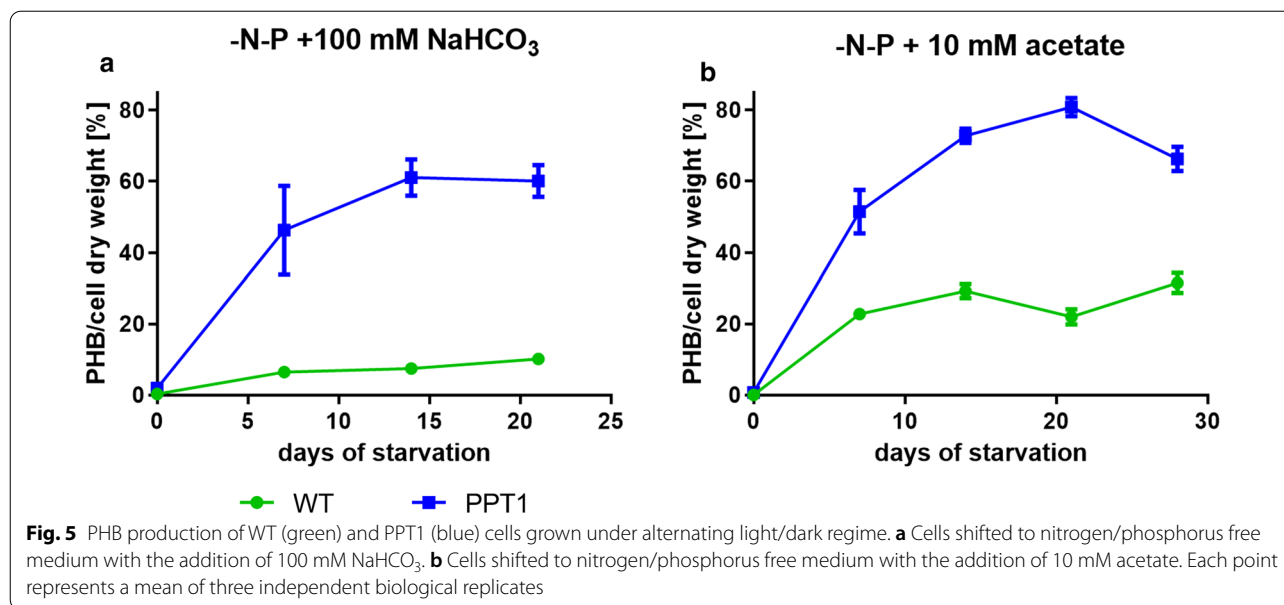 -N-P +100 mM NaHCO₃
a
PHB/cell dry weight [%]
80
60
40
20
0
0 5 10 15 20 25
days of starvation
-N-P + 10 mM acetate
b
PHB/cell dry weight [%]
80
60
40
20
0
0 10 20 30
days of starvation
WT PPT1
Fig. 5 PHB production of WT (green) and PPT1 (blue) cells grown under alternating light/dark regime. a Cells shifted to nitrogen/phosphorus free
medium with the addition of 100 mM NaHCO₃. b Cells shifted to nitrogen/phosphorus free medium with the addition of 10 mM acetate. Each point
represents a mean of three independent biological replicates